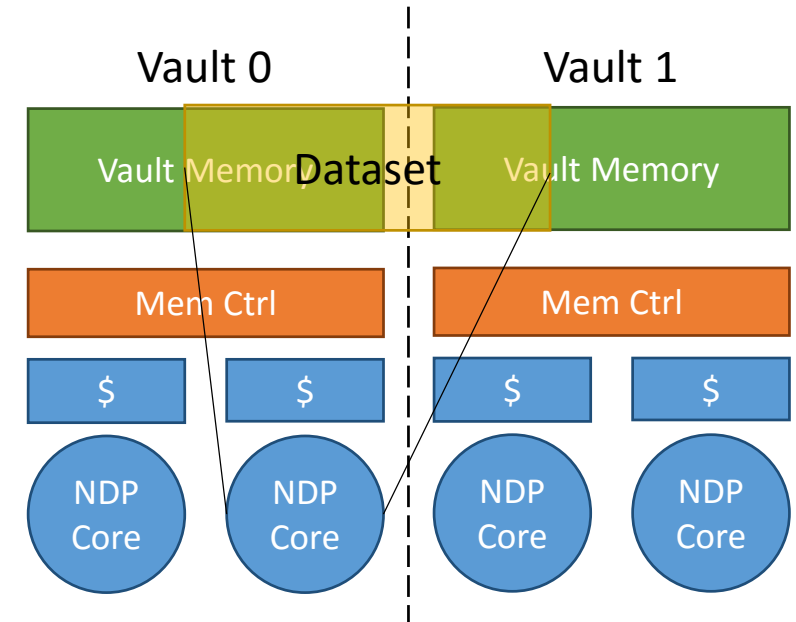 Vault 0
Vault 1
Vault Memory
Dataset
Vault Memory
Mem Ctrl
Mem Ctrl
$
$
$
$
NDP
Core
NDP
Core
NDP
Core
NDP
Core